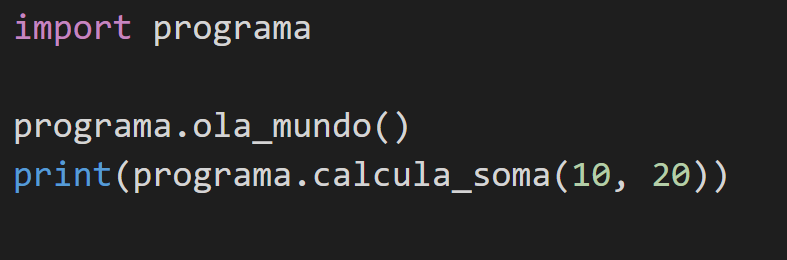 import programa
programa.ola_mundo()
print(programa.calcula_soma(10, 20))